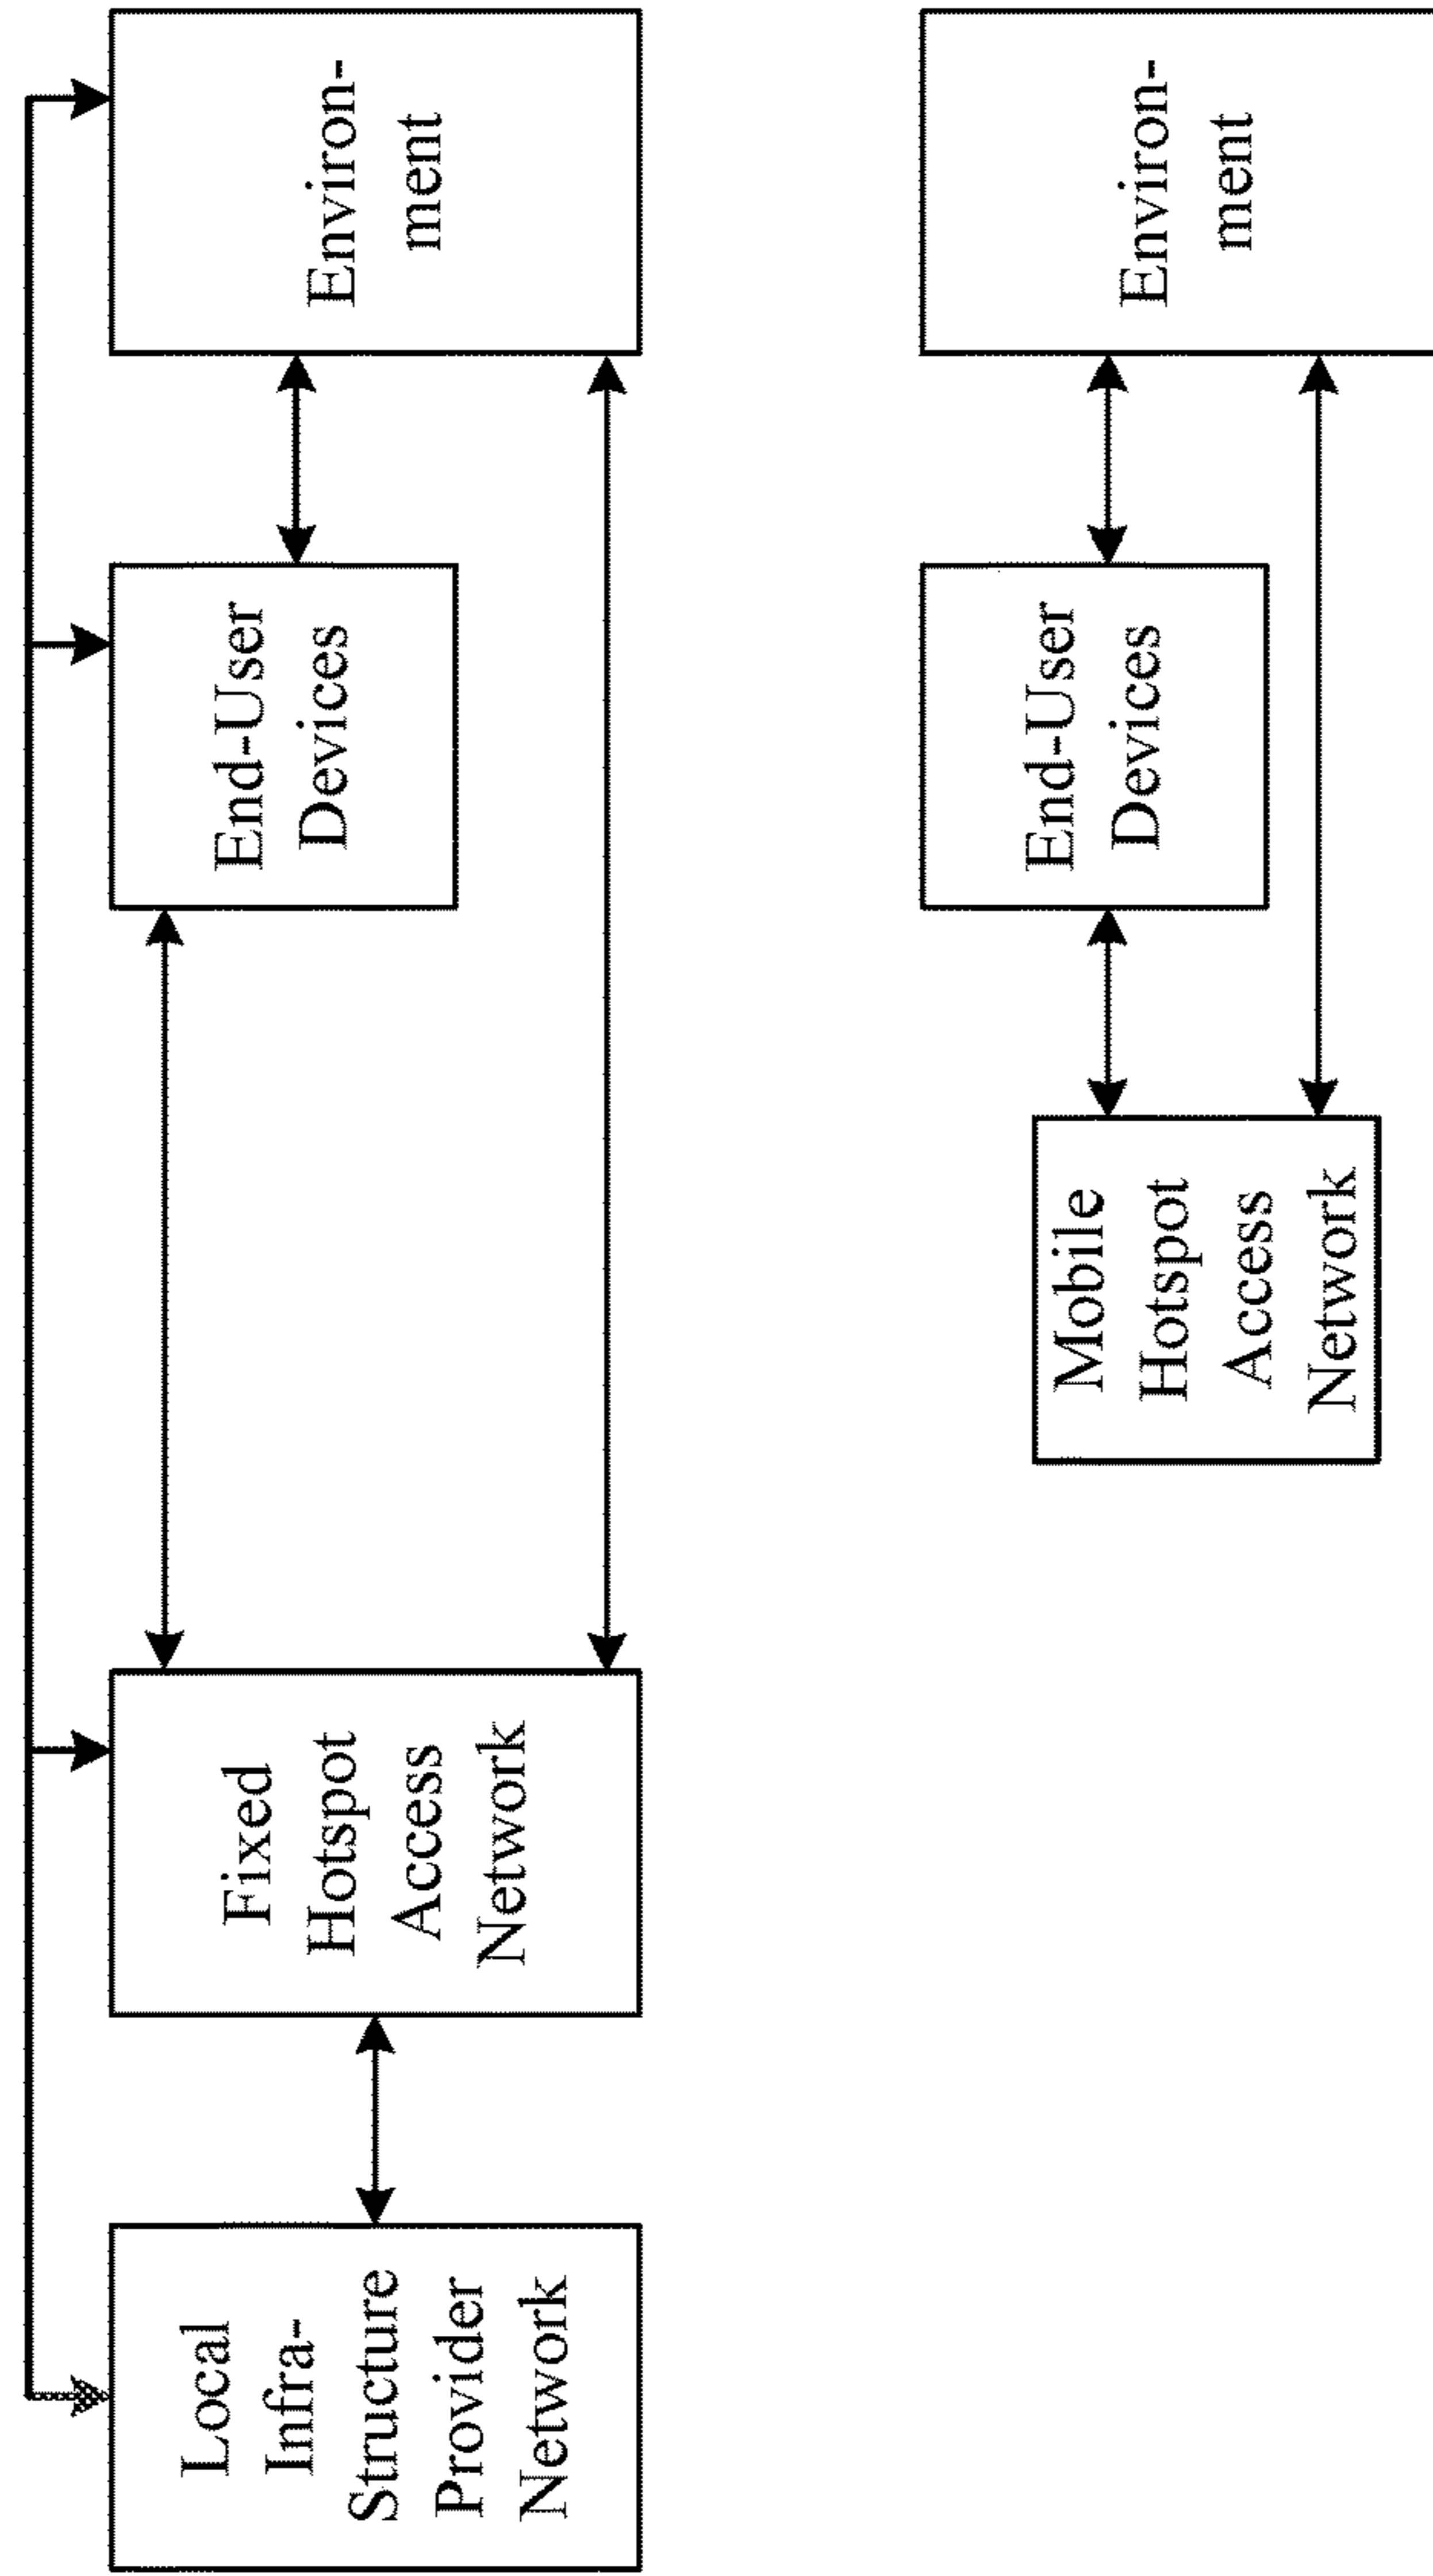 Local
Infra-
Structure
Provider
Network
Fixed
Hotspot
Access
Network
End-User
Devices
Environ-
ment
Mobile
Hotspot
Access
Network
End-User
Devices
Environ-
ment